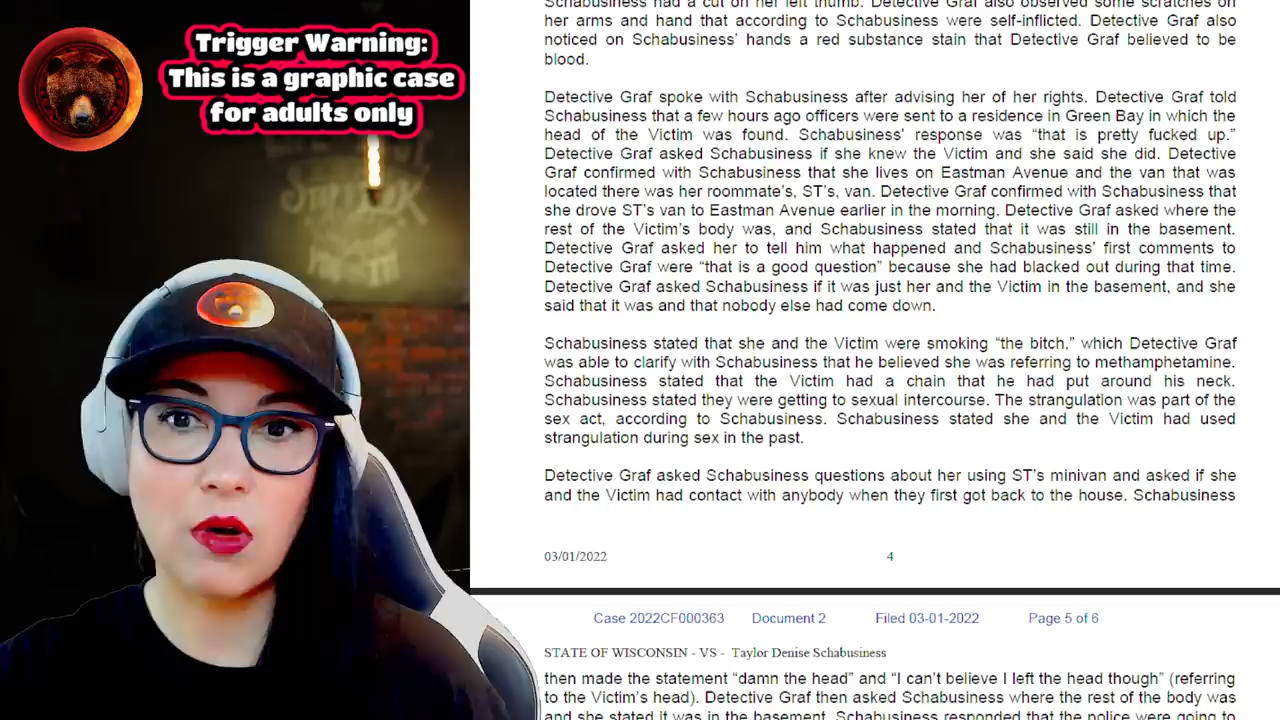 Trigger Warning:
This is a graphic case
for adults only
Schabusiness had a cut on her left thumb. Detective Graf also observed some scratches on
her arms and hand that according to Schabusiness were self-inflicted. Detective Graf also
noticed on Schabusiness' hands a red substance stain that Detective Graf believed to be
blood.
Detective Graf spoke with Schabusiness after advising her of her rights. Detective Graf told
Schabusiness that a few hours ago officers were sent to a residence in Green Bay in which the
head of the Victim was found. Schabusiness' response was “that is pretty fucked up.”
Detective Graf asked Schabusiness if she knew the Victim and she said she did. Detective
Graf confirmed with Schabusiness that she lives on Eastman Avenue and the van that was
located there was her roommate's, ST's, van. Detective Graf confirmed with Schabusiness that
she drove ST's van to Eastman Avenue earlier in the morning. Detective Graf asked where the
rest of the Victim's body was, and Schabusiness stated that it was still in the basement.
Detective Graf asked her to tell him what happened and Schabusiness' first comments to
Detective Graf were “that is a good question” because she had blacked out during that time.
Detective Graf asked Schabusiness if it was just her and the Victim in the basement, and she
said that it was and that nobody else had come down.
Schabusiness stated that she and the Victim were smoking “the bitch,” which Detective Graf
was able to clarify with Schabusiness that he believed she was referring to methamphetamine.
Schabusiness stated that the Victim had a chain that he had put around his neck.
Schabusiness stated they were getting to sexual intercourse. The strangulation was part of the
sex act, according to Schabusiness. Schabusiness stated she and the Victim had used
strangulation during sex in the past.
Detective Graf asked Schabusiness questions about her using ST's minivan and asked if she
and the Victim had contact with anybody when they first got back to the house. Schabusiness
03/01/2022 4
Case 2022CF000363 Document 2 Filed 03-01-2022 Page 5 of 6
STATE OF WISCONSIN - VS - Taylor Denise Schabusiness
then made the statement “damn the head” and “I can't believe I left the head though” (referring
to the Victim's head). Detective Graf then asked Schabusiness where the rest of the body was
and she stated it was in the basement. Schabusiness responded that the police were going to